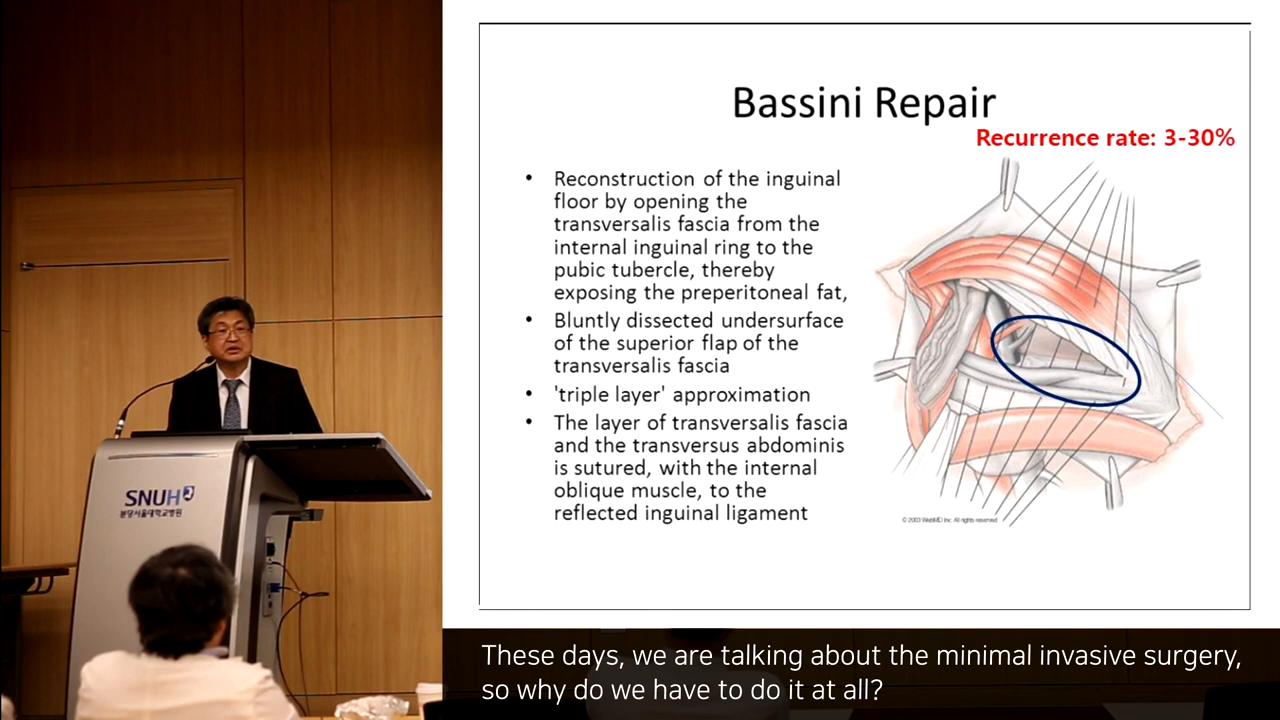 SNUH
분당서울대학교병원
Bassini Repair
Recurrence rate: 3-30%
• Reconstruction of the inguinal
floor by opening the
transversalis fascia from the
internal inguinal ring to the
pubic tubercle, thereby
exposing the preperitoneal fat,
• Bluntly dissected undersurface
of the superior flap of the
transversalis fascia
• 'triple layer' approximation
• The layer of transversalis fascia
and the transversus abdominis
is sutured, with the internal
oblique muscle, to the
reflected inguinal ligament
© 2003 WebMD Inc. All rights reserved
These days, we are talking about the minimal invasive surgery,
so why do we have to do it at all?